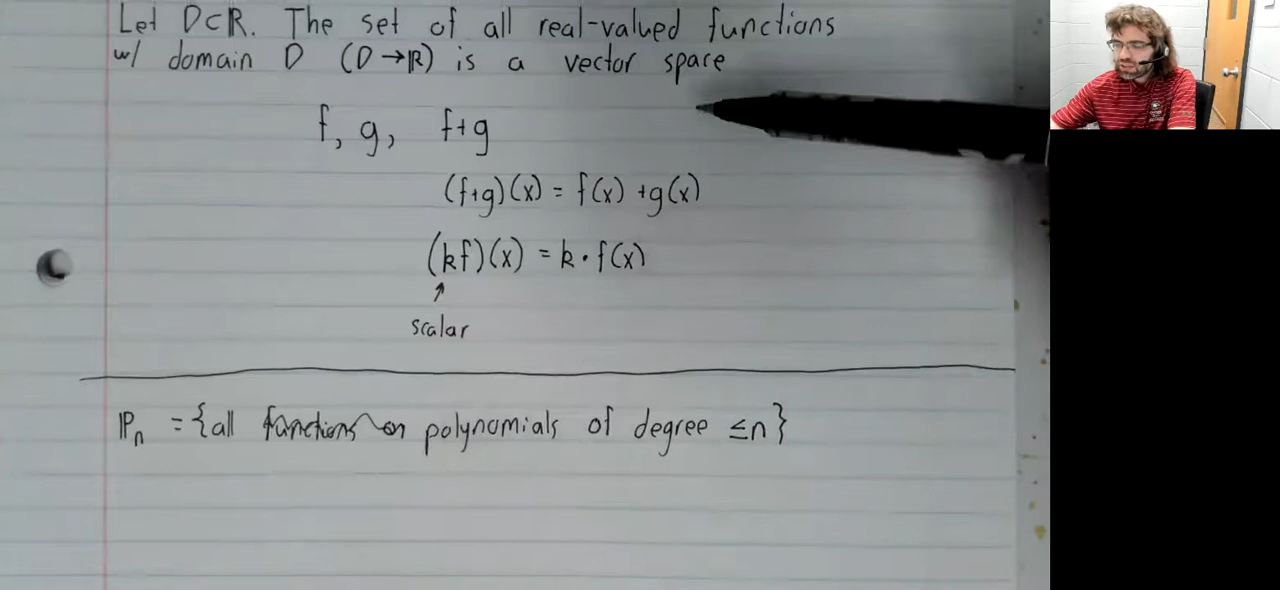 Let D⊂R. The set of all real-valued functions
w/ domain D (D→ℝ) is a vector space
f, g, f+g
(f+g)(x) = f(x) + g(x)
(kf)(x) = k · f(x)
↑
scalar
ℙₙ = {all functions on polynomials of degree ≤n}